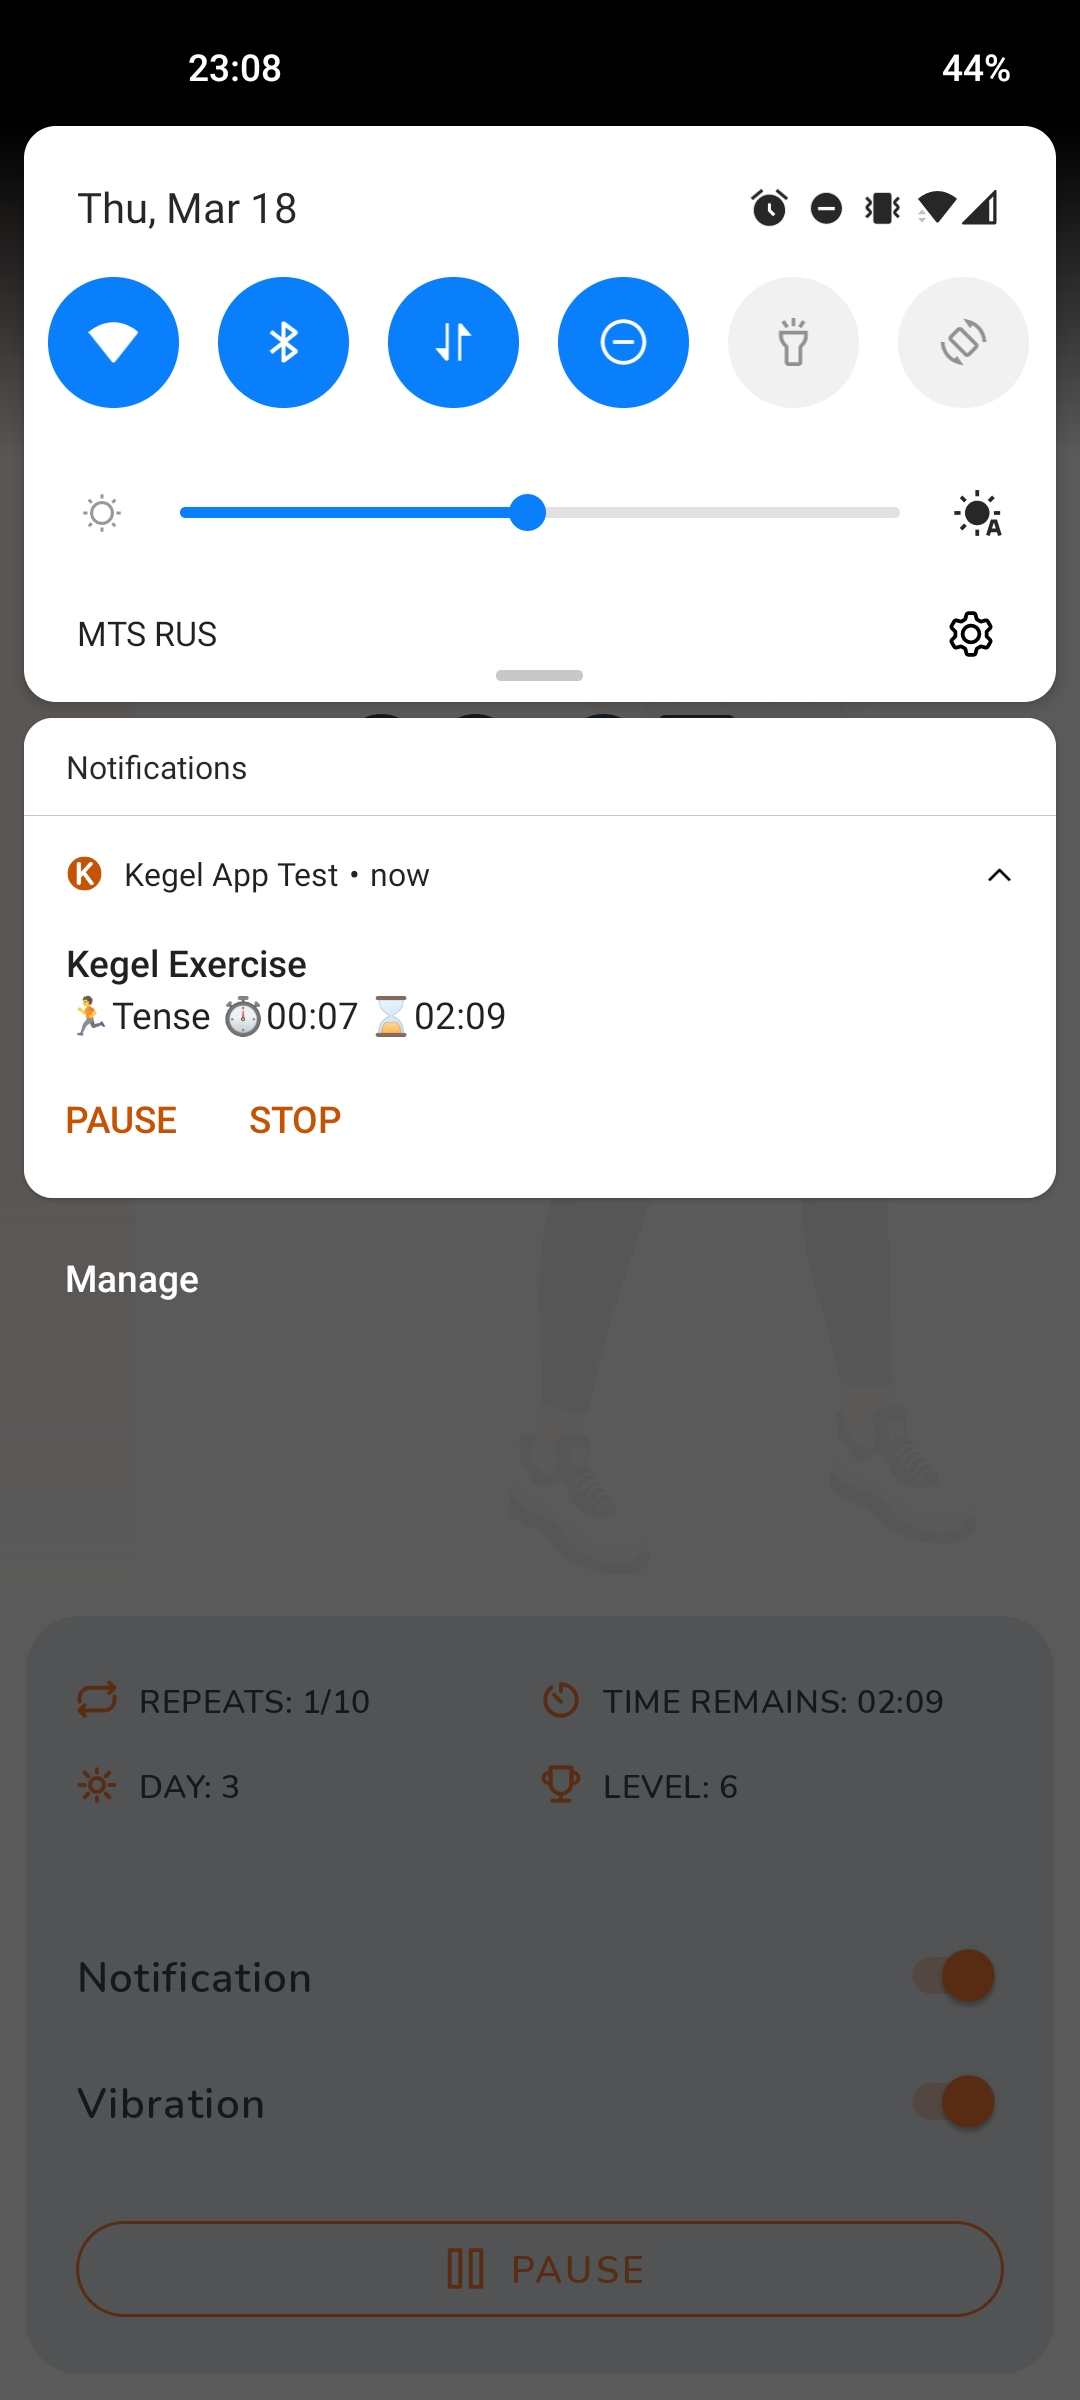 23:08 44%
Thu, Mar 18
MTS RUS
Notifications
Kegel App Test • now
Kegel Exercise
🏃Tense ⏱00:07 ⌛02:09
PAUSE STOP
Manage
REPEATS: 1/10 TIME REMAINS: 02:09
DAY: 3 LEVEL: 6
Notification
Vibration
PAUSE